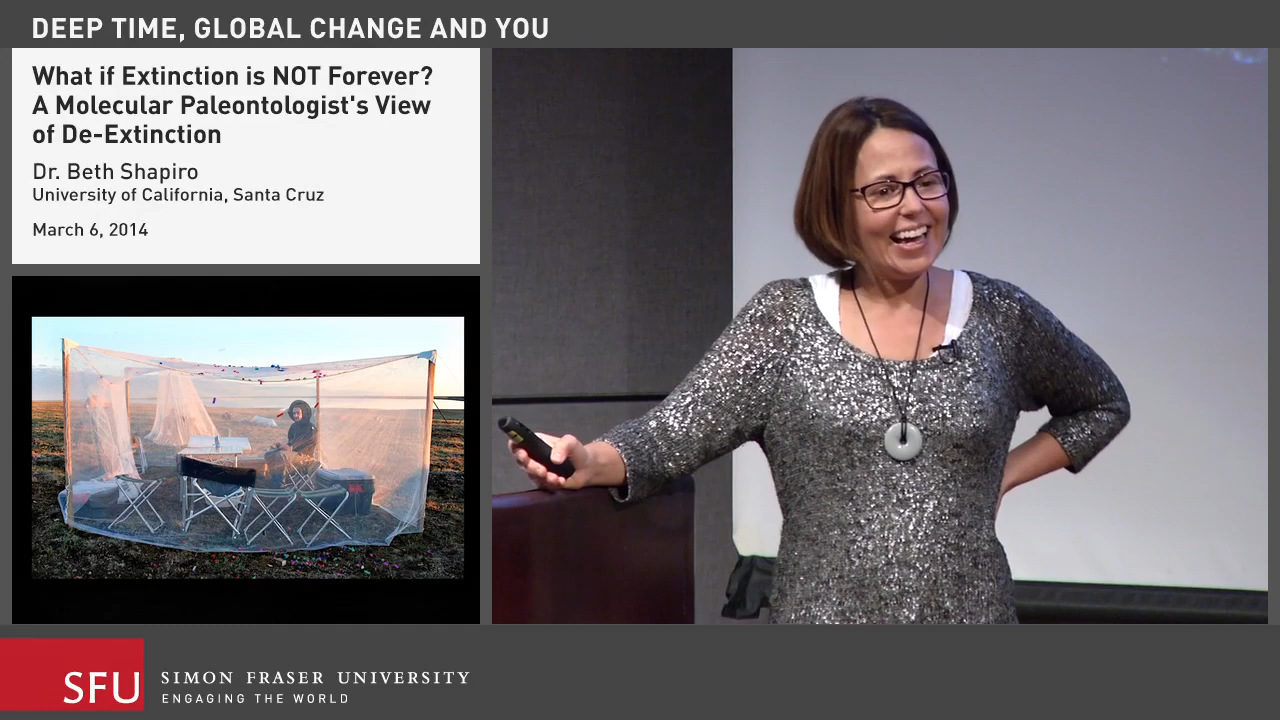 DEEP TIME, GLOBAL CHANGE AND YOU
What if Extinction is NOT Forever?
A Molecular Paleontologist's View
of De-Extinction
Dr. Beth Shapiro
University of California, Santa Cruz
March 6, 2014
SFU
SIMON FRASER UNIVERSITY
ENGAGING THE WORLD